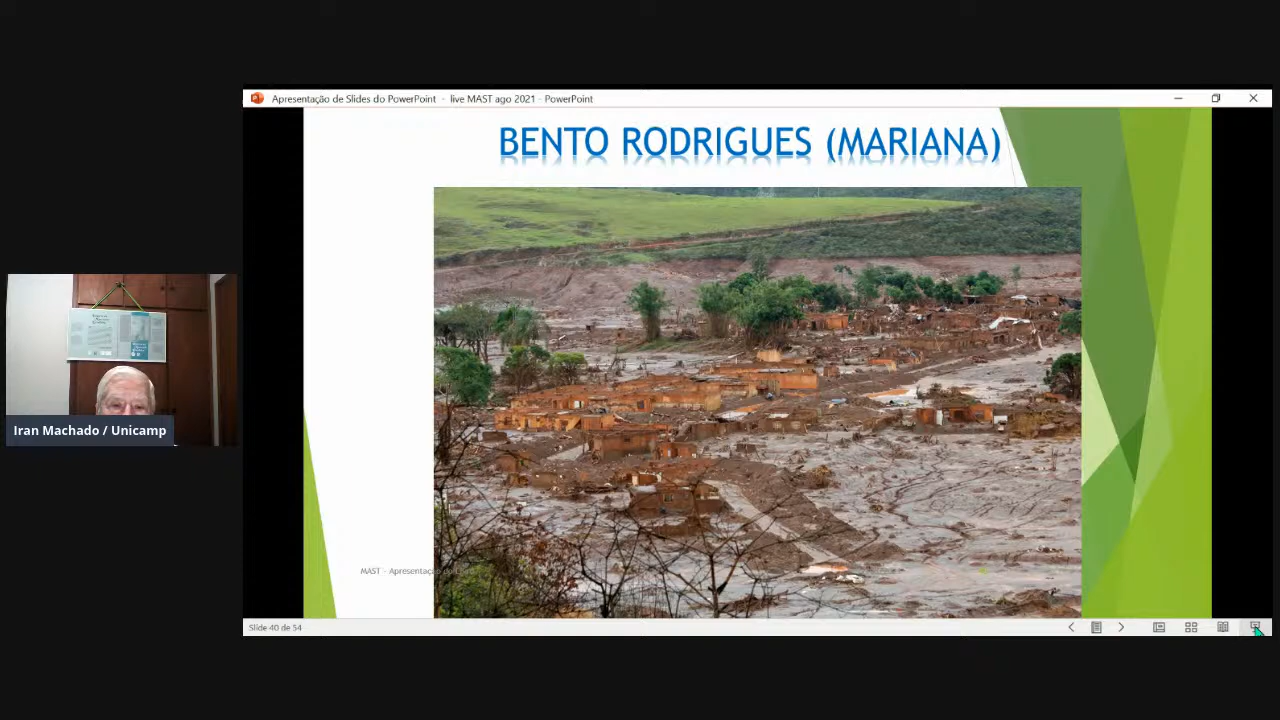 Apresentação de Slides do PowerPoint - live MAST ago 2021 - PowerPoint
BENTO RODRIGUES (MARIANA)
Iran Machado / Unicamp
MAST - Apresentação
Slide 40 de 54